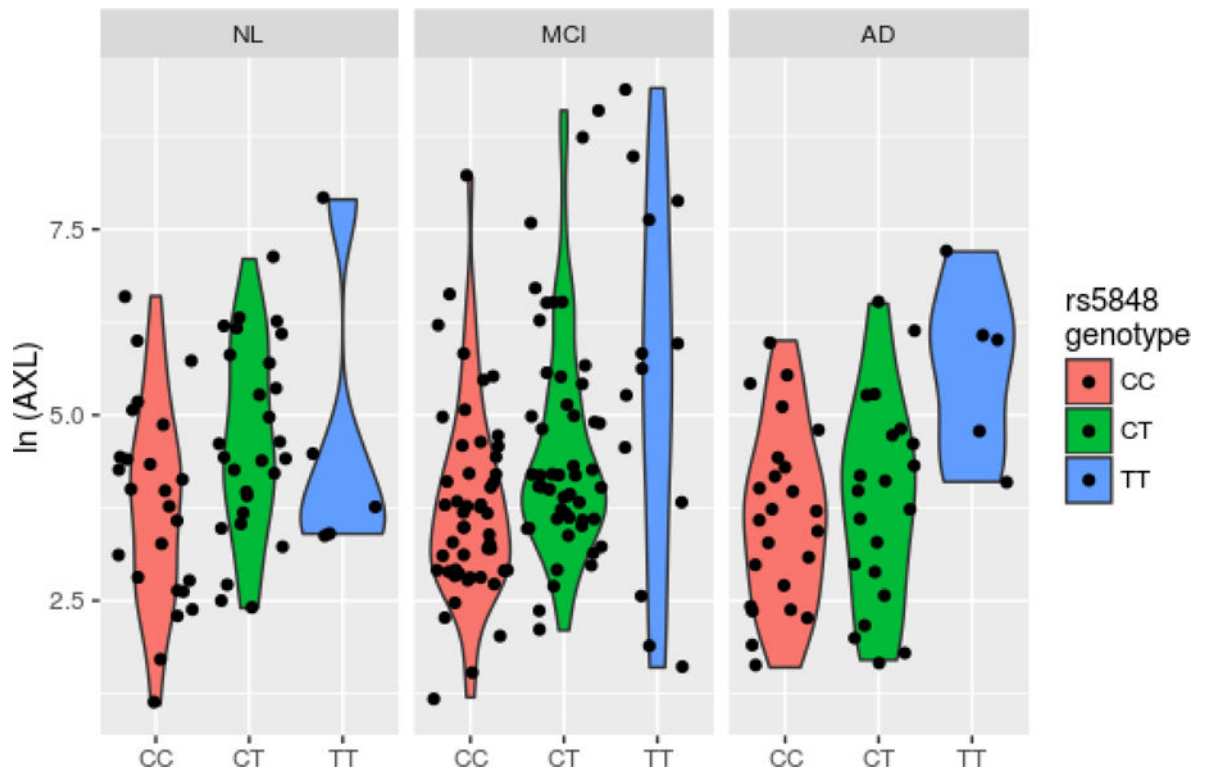 NL MCI AD
7.5
5.0
2.5
ln (AXL)
CC CT TT CC CT TT CC CT TT
rs5848
genotype
CC
CT
TT